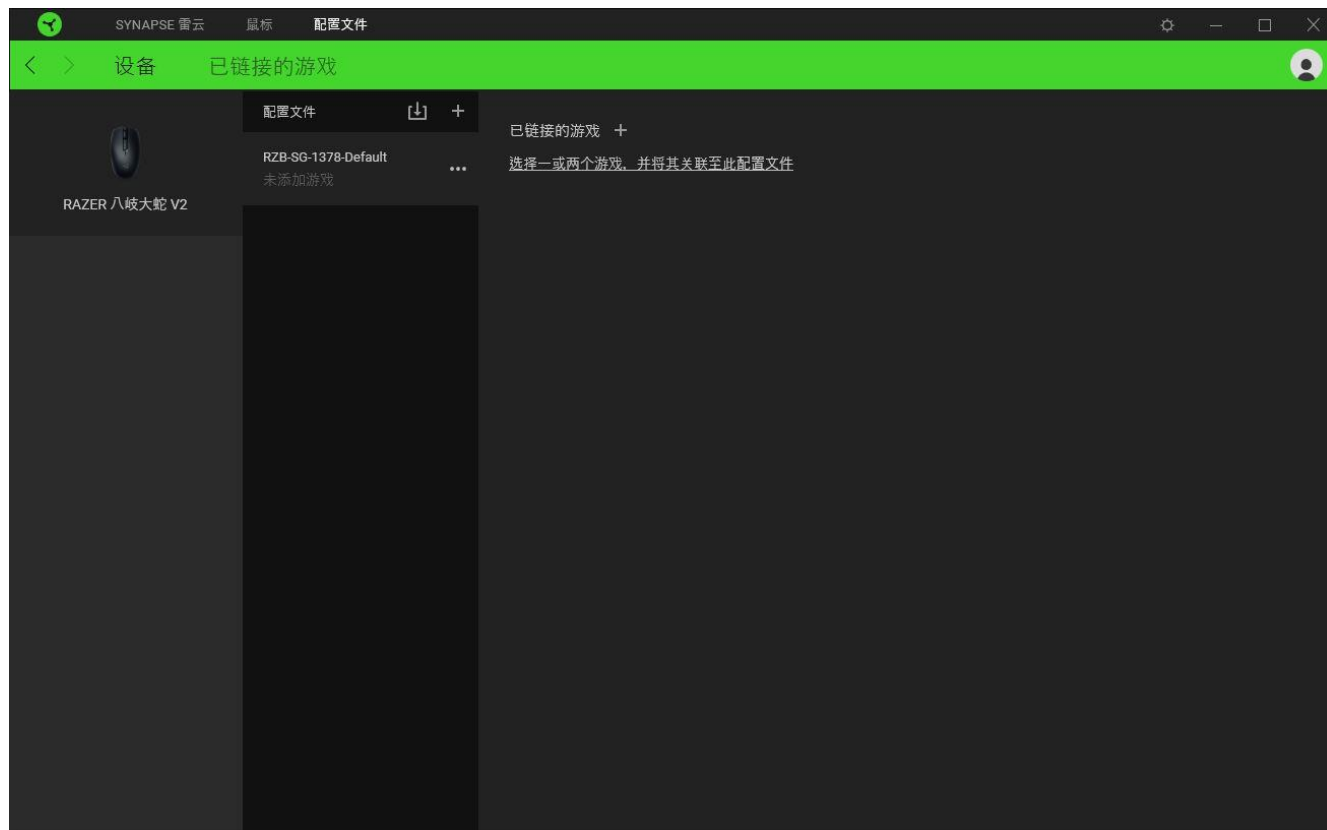 SYNAPSE 雷云 鼠标 配置文件
设备 已链接的游戏
配置文件
RZB-SG-1378-Default
未添加游戏
RAZER 八岐大蛇 V2
已链接的游戏
选择一或两个游戏，并将其关联至此配置文件